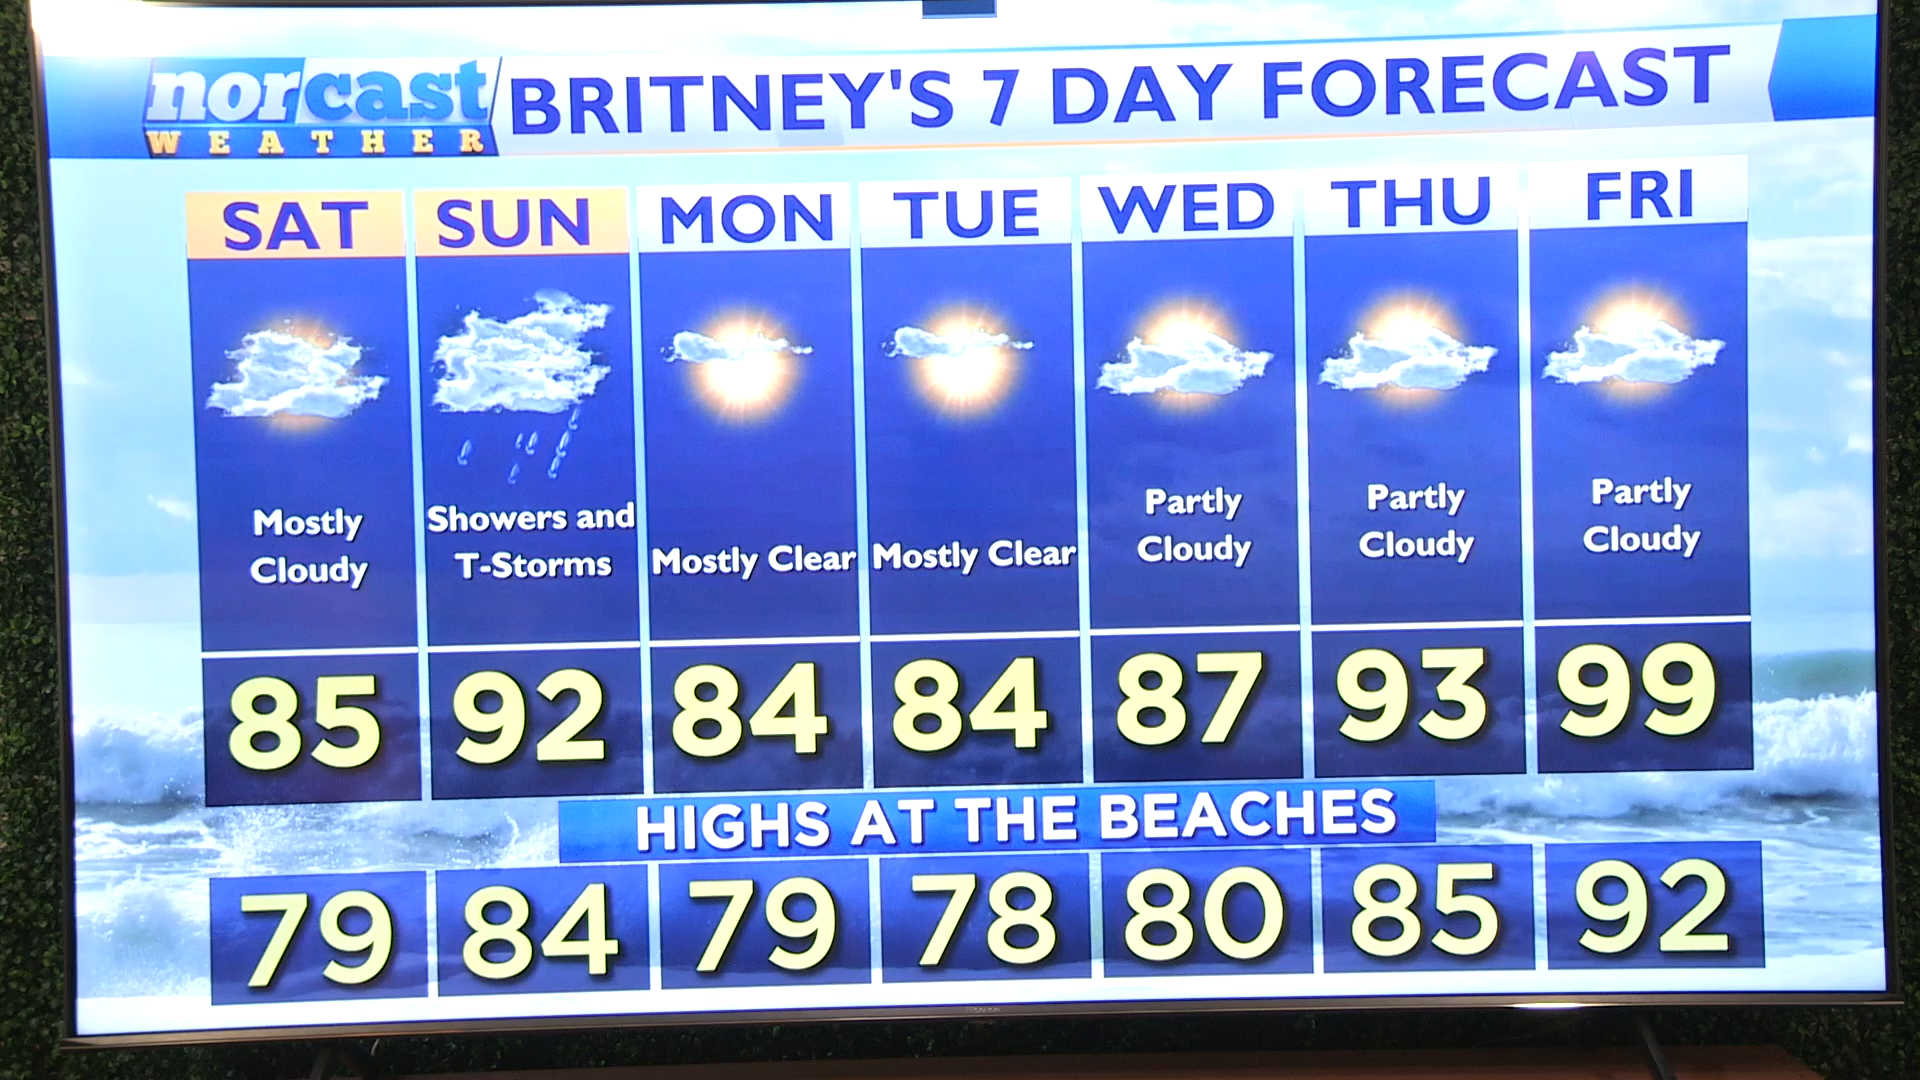 norcast
WEATHER
BRITNEY'S 7 DAY FORECAST
SAT SUN MON TUE WED THU FRI
Mostly
Cloudy
Showers and
T-Storms
Mostly Clear
Mostly Clear
Partly
Cloudy
Partly
Cloudy
Partly
Cloudy
85 92 84 84 87 93 99
HIGHS AT THE BEACHES
79 84 79 78 80 85 92